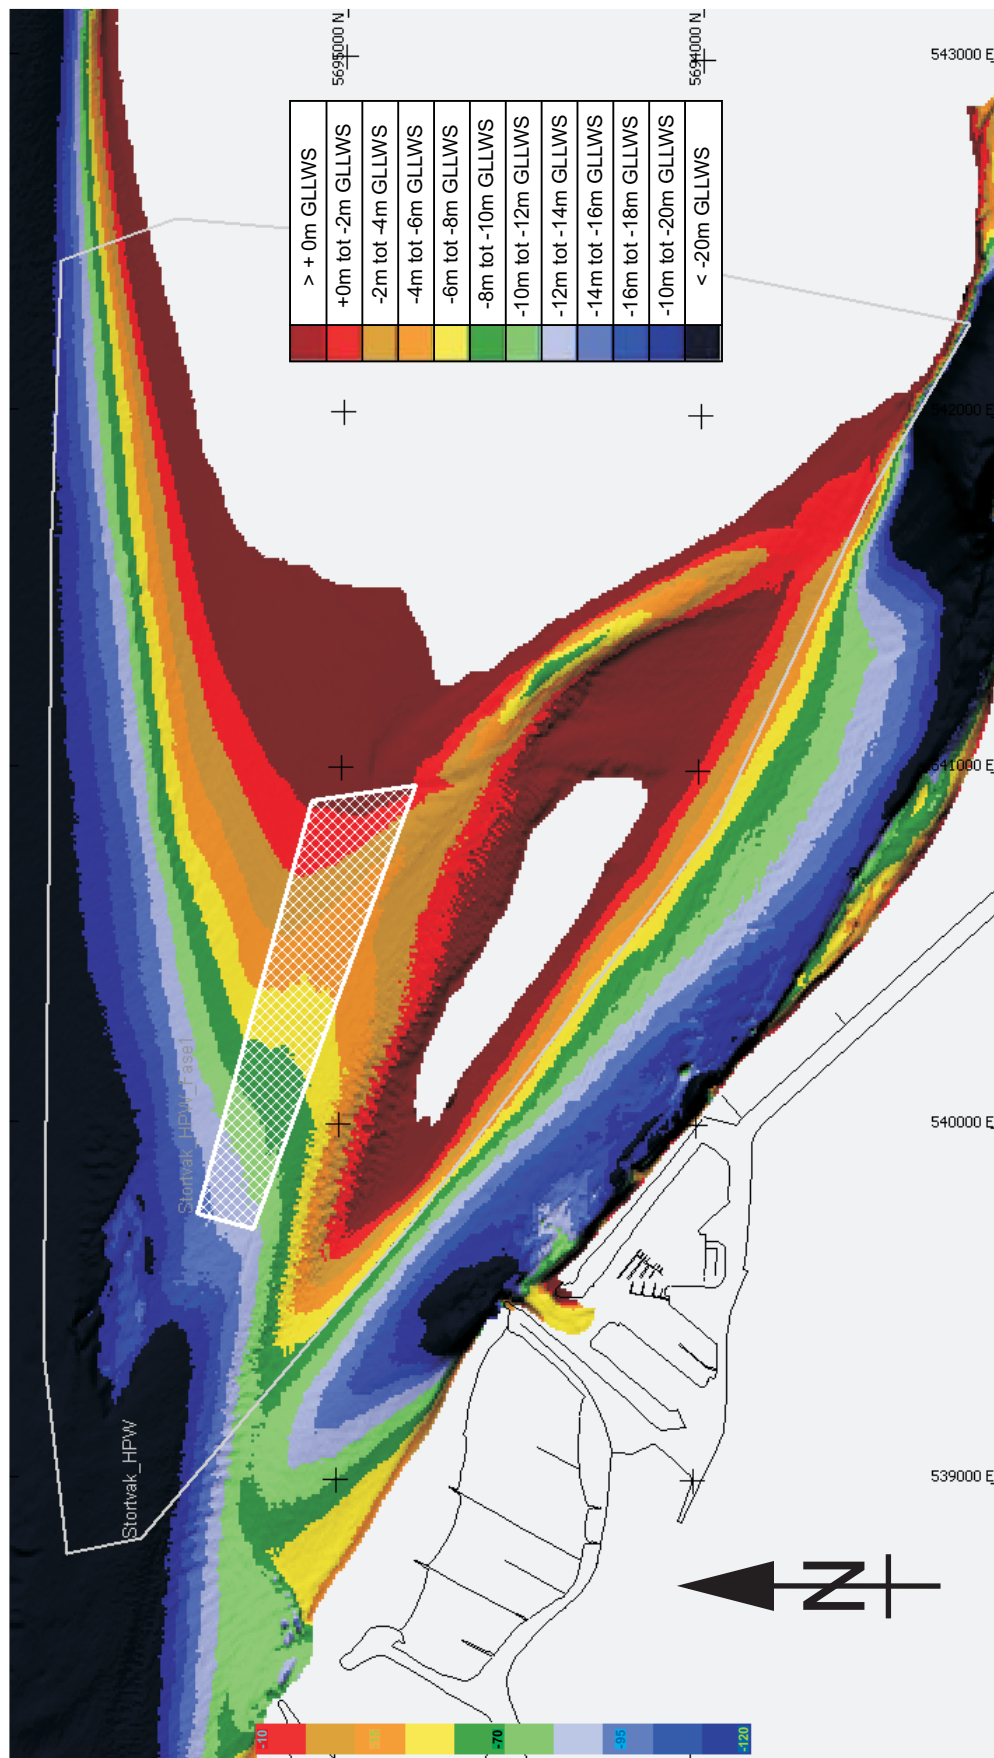 5695000 N
5694000 N
543000 E
542000 E
541000 E
540000 E
539000 E
> + 0m GLLWS
+0m tot -2m GLLWS
-2m tot -4m GLLWS
-4m tot -6m GLLWS
-6m tot -8m GLLWS
-8m tot -10m GLLWS
-10m tot -12m GLLWS
-12m tot -14m GLLWS
-14m tot -16m GLLWS
-16m tot -18m GLLWS
-10m tot -20m GLLWS
< -20m GLLWS
Stortvak_HPW_Fase1
Stortvak_HPW
N
-10
-70
-95
-120